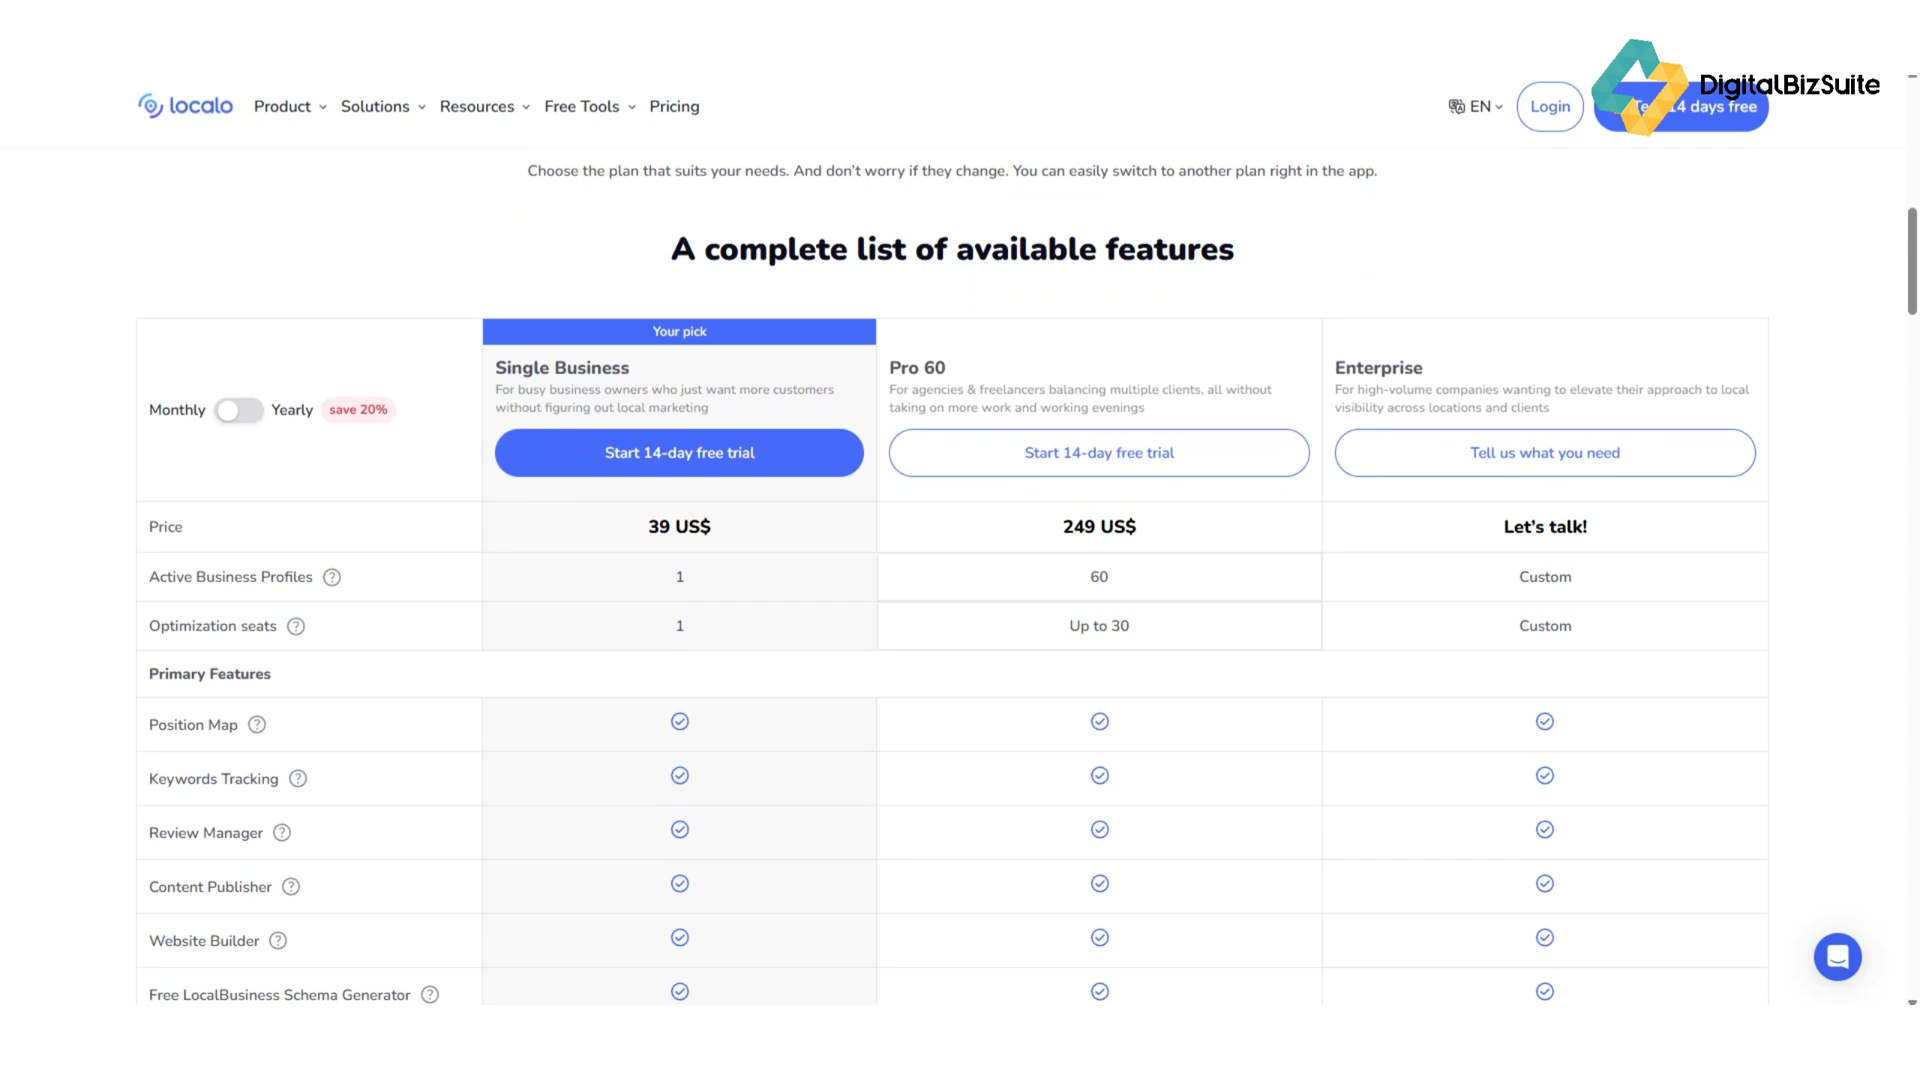 localo Product Solutions Resources Free Tools Pricing EN Login 14 days free
DigitalBizSuite
Choose the plan that suits your needs. And don't worry if they change. You can easily switch to another plan right in the app.
A complete list of available features
Your pick
Monthly Yearly save 20%
Single Business
For busy business owners who just want more customers
without figuring out local marketing
Start 14-day free trial
Pro 60
For agencies & freelancers balancing multiple clients, all without
taking on more work and working evenings
Start 14-day free trial
Enterprise
For high-volume companies wanting to elevate their approach to local
visibility across locations and clients
Tell us what you need
Price 39 US$ 249 US$ Let's talk!
Active Business Profiles ? 1 60 Custom
Optimization seats ? 1 Up to 30 Custom
Primary Features
Position Map ?
Keywords Tracking ?
Review Manager ?
Content Publisher ?
Website Builder ?
Free LocalBusiness Schema Generator ?